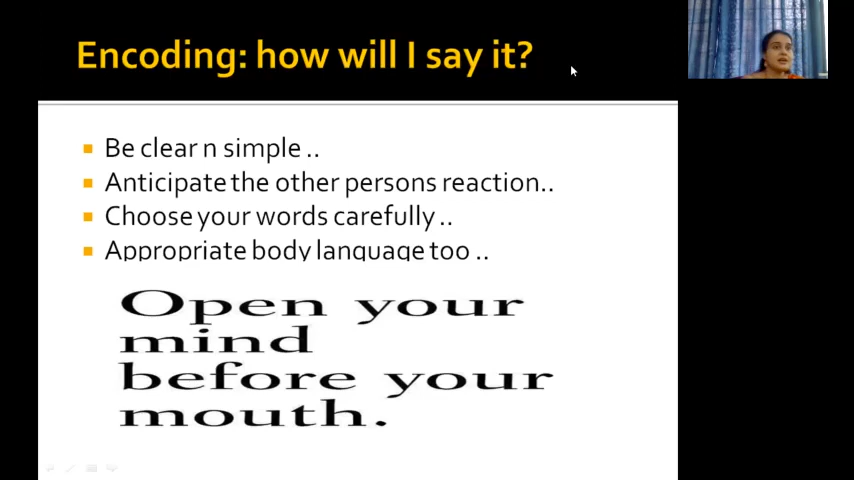 Encoding: how will I say it?
Be clear n simple ..
Anticipate the other persons reaction..
Choose your words carefully ..
Appropriate body language too ..
Open your
mind
before your
mouth.